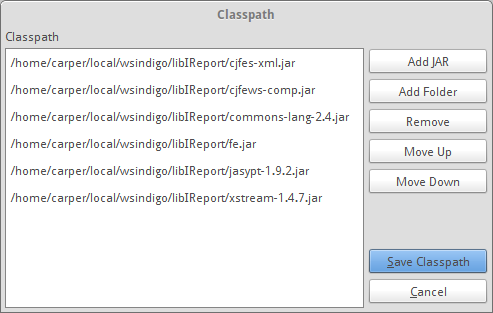 Classpath
Classpath
/home/carper/local/wsindigo/libIReport/cjfes-xml.jar
/home/carper/local/wsindigo/libIReport/cjfews-comp.jar
/home/carper/local/wsindigo/libIReport/commons-lang-2.4.jar
/home/carper/local/wsindigo/libIReport/fe.jar
/home/carper/local/wsindigo/libIReport/jasypt-1.9.2.jar
/home/carper/local/wsindigo/libIReport/xstream-1.4.7.jar
Add JAR
Add Folder
Remove
Move Up
Move Down
Save Classpath
Cancel